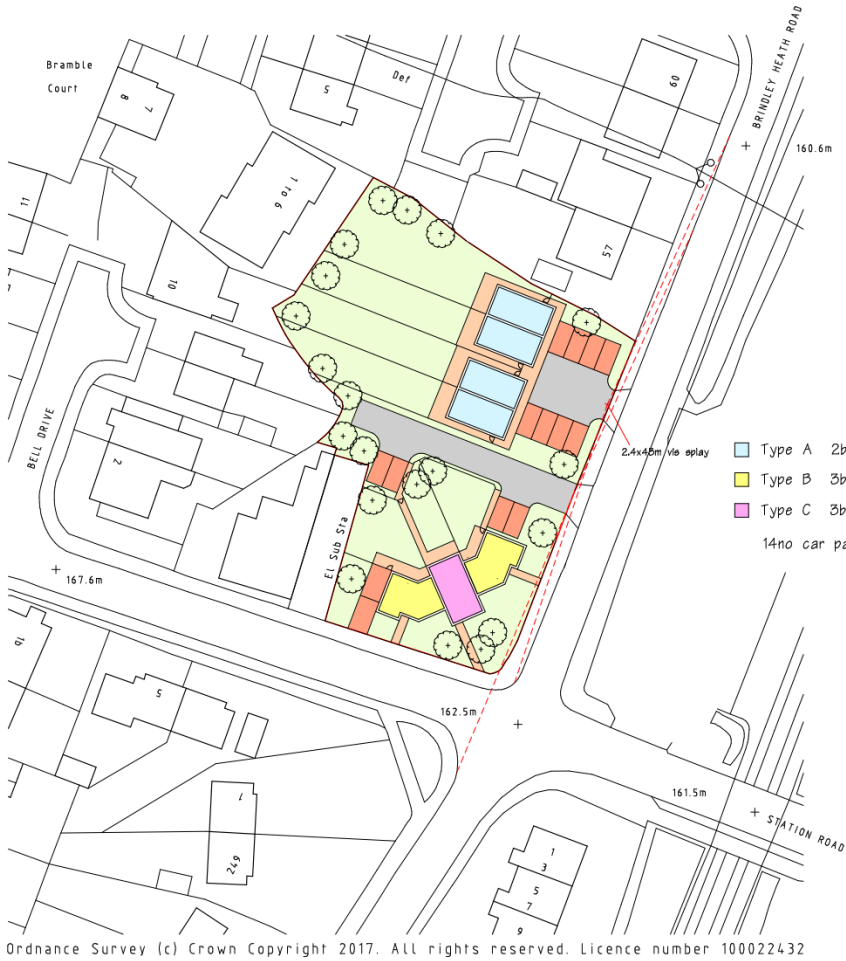 BRINDLEY HEATH ROAD
Bramble
Court
Def
5
60
8
7
160.6m
1 to 6
11
57
10
BELL DRIVE
2
2.4x43m vis splay
Type A 2b
Type B 3b
Type C 3b
14no car pa
El Sub Sta
167.6m
1b
5
162.5m
161.5m
STATION ROAD
1
249
1
3
5
7
9
Ordnance Survey (c) Crown Copyright 2017. All rights reserved. Licence number 100022432